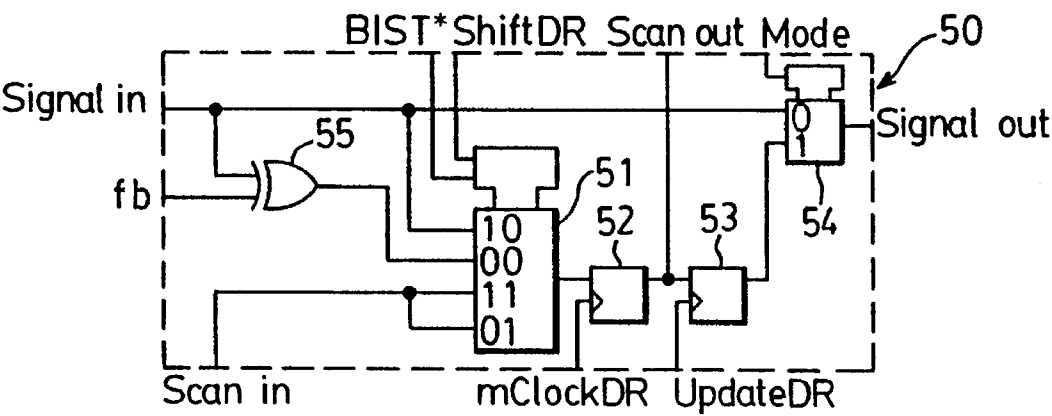 BIST* ShiftDR Scan out Mode
50
Signal in
0
Signal out
1
55
51
54
fb
10
52
53
00
11
01
Scan in
mClockDR
UpdateDR